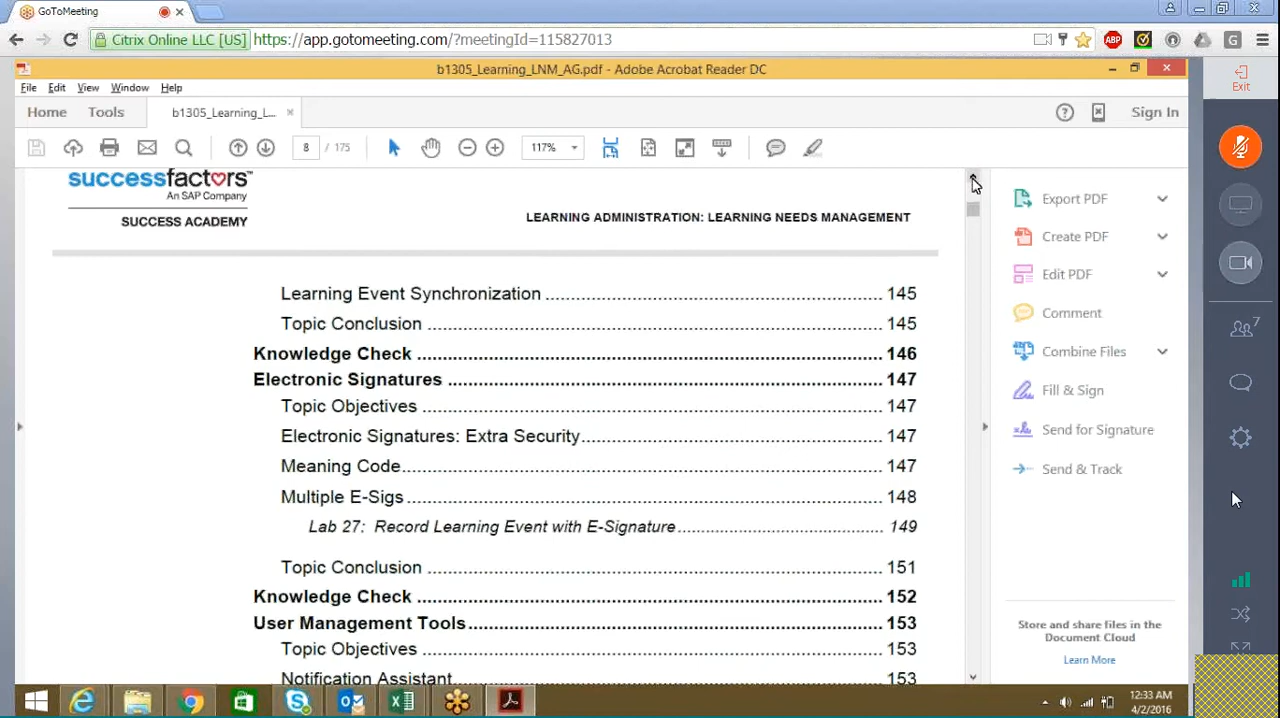 GoToMeeting
Citrix Online LLC [US] https://app.gotomeeting.com/?meetingId=115827013
ABP
G
b1305_Learning_LNM_AG.pdf - Adobe Acrobat Reader DC
Exit
File Edit View Window Help
Home Tools b1305_Learning_L... Sign In
8 / 175 117%
successfactors™
An SAP Company
SUCCESS ACADEMY
LEARNING ADMINISTRATION: LEARNING NEEDS MANAGEMENT
Learning Event Synchronization 145
Topic Conclusion 145
Knowledge Check 146
Electronic Signatures 147
Topic Objectives 147
Electronic Signatures: Extra Security 147
Meaning Code 147
Multiple E-Sigs 148
Lab 27: Record Learning Event with E-Signature 149
Topic Conclusion 151
Knowledge Check 152
User Management Tools 153
Topic Objectives 153
Notification Assistant 153
Export PDF
Create PDF
Edit PDF
Comment
Combine Files
Fill & Sign
Send for Signature
Send & Track
Store and share files in the
Document Cloud
Learn More
7
12:33 AM
4/2/2016